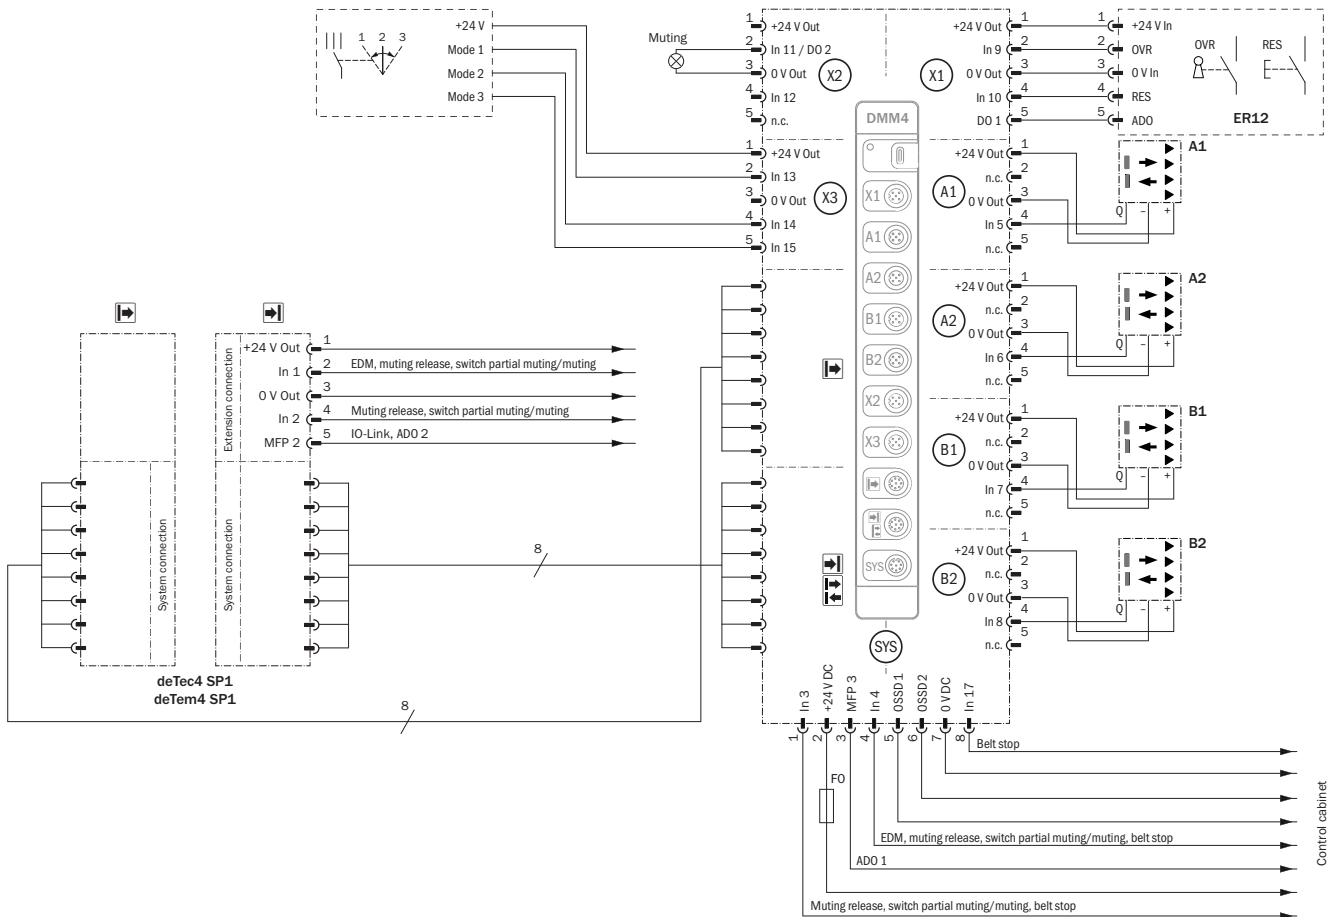 +24 V
Mode 1
Mode 2
Mode 3
1 2 3
Muting
1 +24 V Out
2 In 11 / DO 2
3 0 V Out
4 In 12
5 n.c.
X2
1 +24 V Out
2 In 13
3 0 V Out
4 In 14
5 In 15
X3
X1
+24 V Out 1
In 9 2
0 V Out 3
In 10 4
DO 1 5
1 +24 V In
2 OVR
3 0 V In
4 RES
5 ADO
OVR RES
ER12
DMM4
X1
A1
A2
B1
B2
X2
X3
SYS
A1
+24 V Out 1
n.c. 2
0 V Out 3
In 5 4
n.c. 5
A1
Q – +
A2
+24 V Out 1
n.c. 2
0 V Out 3
In 6 4
n.c. 5
A2
Q – +
B1
+24 V Out 1
n.c. 2
0 V Out 3
In 7 4
n.c. 5
B1
Q – +
B2
+24 V Out 1
n.c. 2
0 V Out 3
In 8 4
n.c. 5
B2
Q – +
Extension connection
+24 V Out 1
In 1 2 EDM, muting release, switch partial muting/muting
0 V Out 3
In 2 4 Muting release, switch partial muting/muting
MFP 2 5 IO-Link, ADO 2
System connection
System connection
deTec4 SP1
deTem4 SP1
8
8
SYS
In 3 1
+24 V DC 2
MFP 3 3
In 4 4
OSSD 1 5
OSSD 2 6
0 V DC 7
In 17 8
Belt stop
F0
EDM, muting release, switch partial muting/muting, belt stop
ADO 1
Muting release, switch partial muting/muting, belt stop
Control cabinet